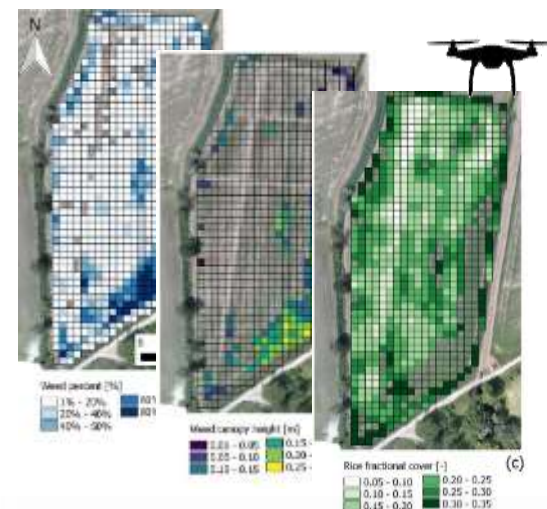 N
Weed percent [%]
1% - 20%
20% - 40%
40% - 60%
Weed canopy height [m]
0.01 - 0.05
0.05 - 0.10
0.10 - 0.15
0.15 -
0.20 -
0.25 -
Rice fractional cover [-]
0.05 - 0.10
0.10 - 0.15
0.15 - 0.20
0.20 - 0.25
0.25 - 0.30
0.30 - 0.35
(c)